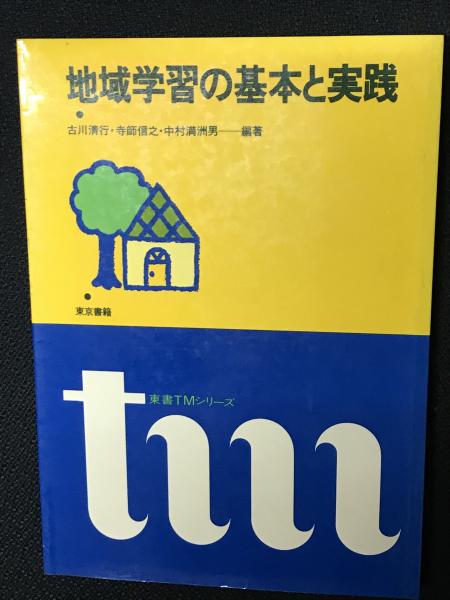 地域学習の基本と実践
古川清行・寺師信之・中村満洲男──編著
東京書籍
東書TMシリーズ
tm